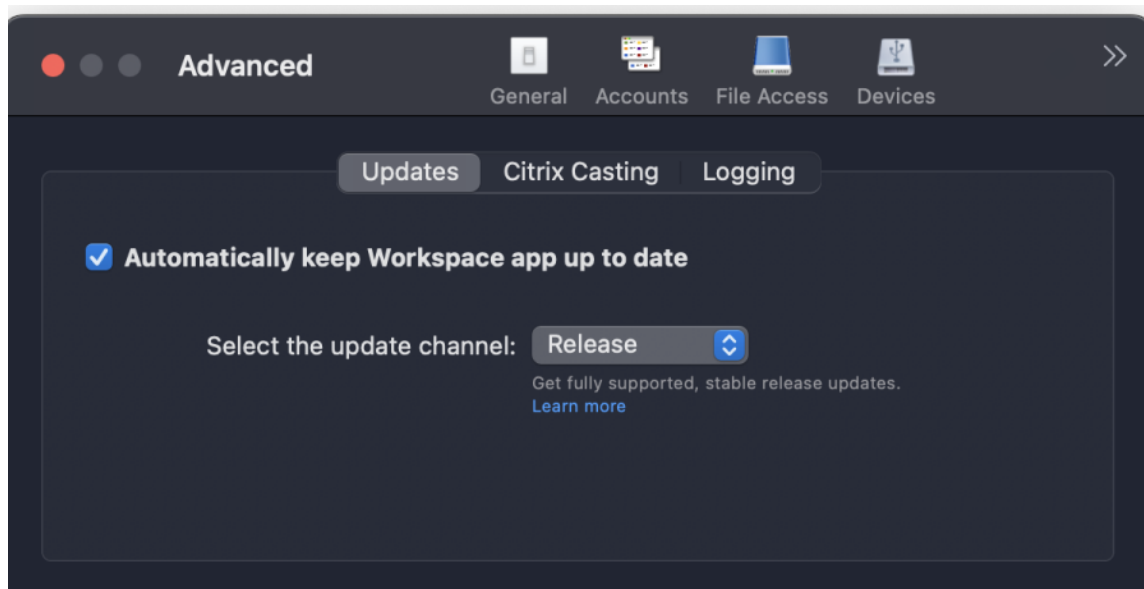 Advanced
General
Accounts
File Access
Devices
Updates
Citrix Casting
Logging
Automatically keep Workspace app up to date
Select the update channel: Release
Get fully supported, stable release updates.
Learn more